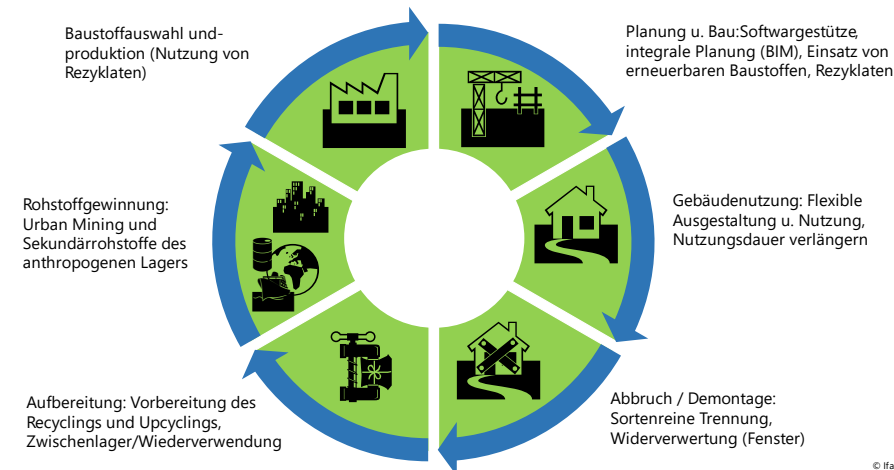 Baustoffauswahl und-
produktion (Nutzung von
Rezyklaten)
Planung u. Bau:Softwargestütze,
integrale Planung (BIM), Einsatz von
erneuerbaren Baustoffen, Rezyklaten
Gebäudenutzung: Flexible
Ausgestaltung u. Nutzung,
Nutzungsdauer verlängern
Abbruch / Demontage:
Sortenreine Trennung,
Widerverwertung (Fenster)
Aufbereitung: Vorbereitung des
Recyclings und Upcyclings,
Zwischenlager/Wiederverwendung
Rohstoffgewinnung:
Urban Mining und
Sekundärrohstoffe des
anthropogenen Lagers